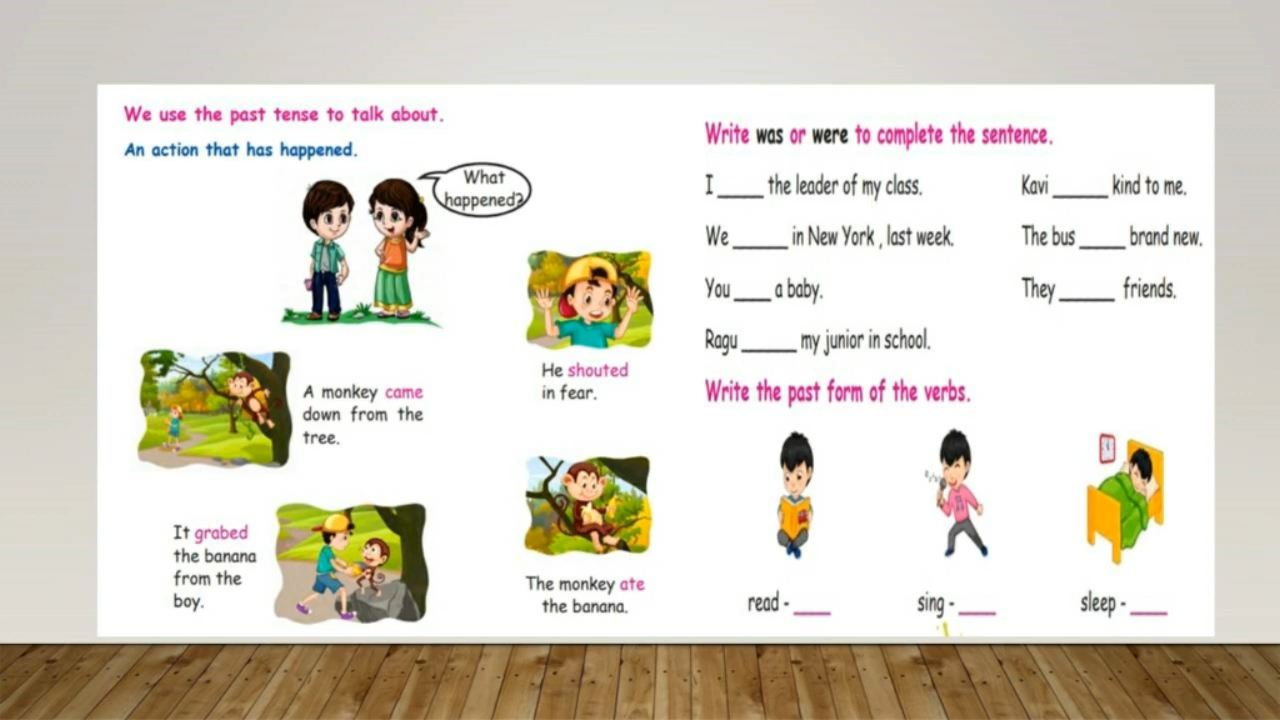 We use the past tense to talk about.
An action that has happened.
What
happened?
He shouted
in fear.
A monkey came
down from the
tree.
It grabed
the banana
from the
boy.
The monkey ate
the banana.
Write was or were to complete the sentence.
I _____ the leader of my class.
Kavi ______ kind to me.
We ______ in New York , last week.
The bus _____ brand new.
You ____ a baby.
They ______ friends.
Ragu ______ my junior in school.
Write the past form of the verbs.
read - ____
sing - ____
sleep - ____